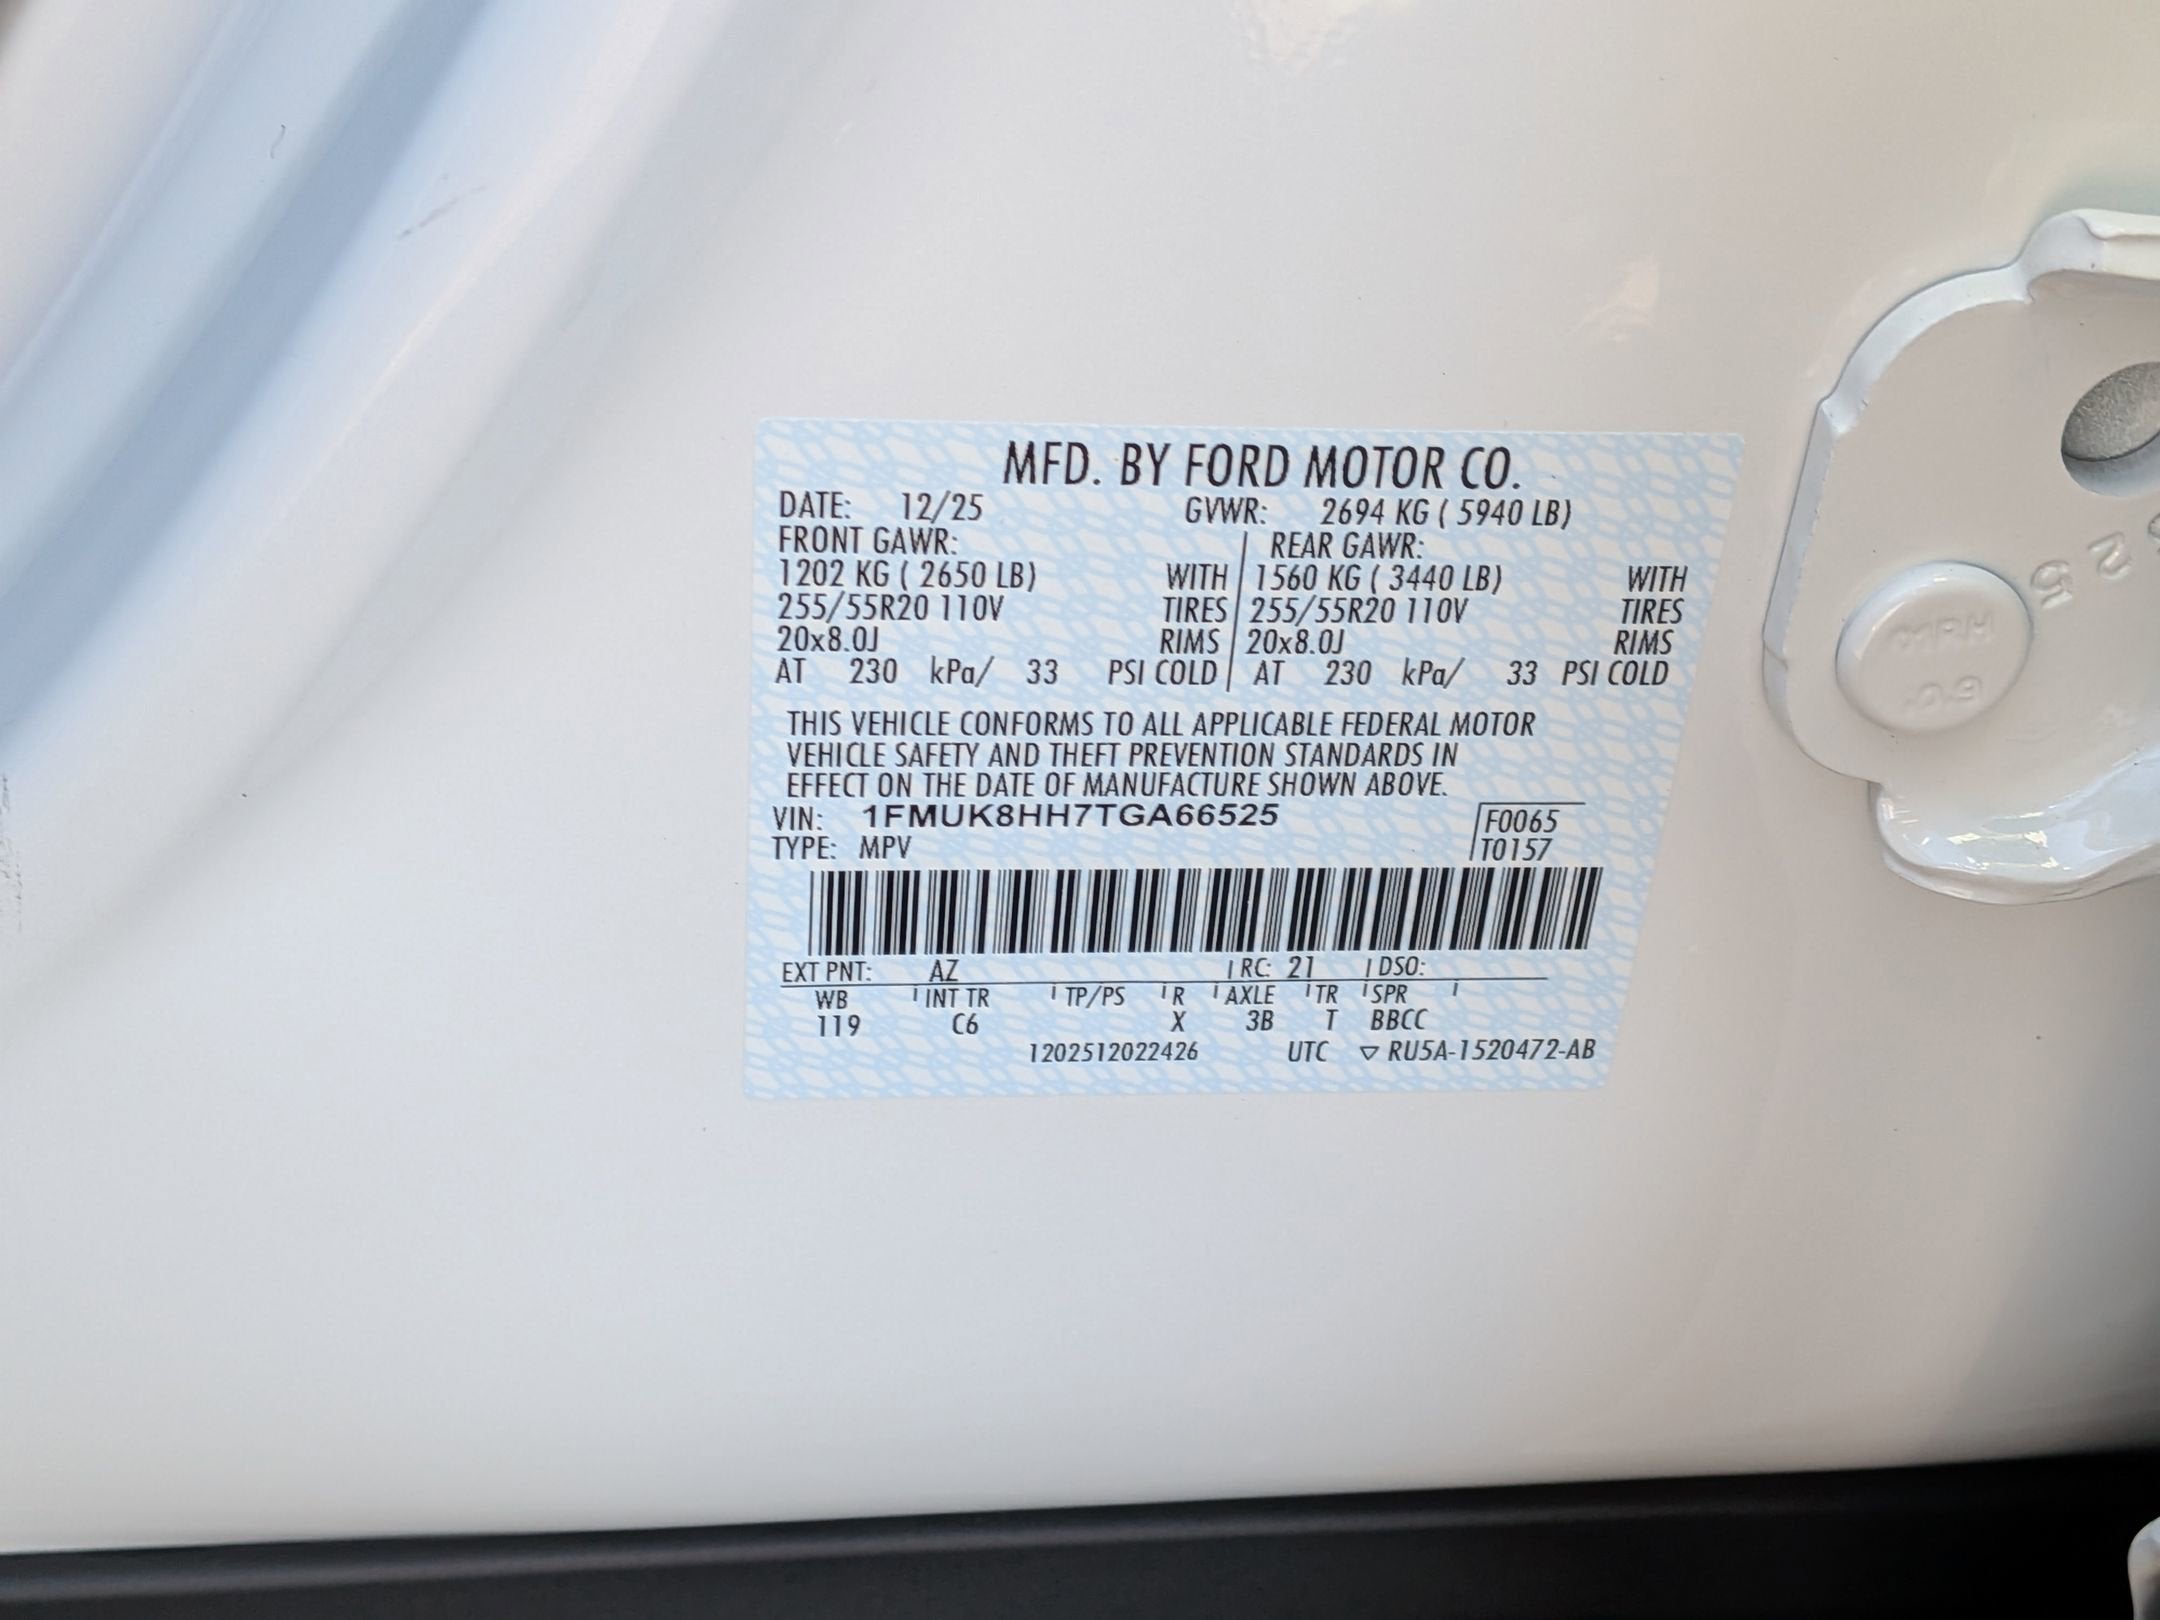 MFD. BY FORD MOTOR CO.
DATE: 12/25 GVWR: 2694 KG ( 5940 LB)
FRONT GAWR: REAR GAWR:
1202 KG ( 2650 LB) WITH 1560 KG ( 3440 LB) WITH
255/55R20 110V TIRES 255/55R20 110V TIRES
20x8.0J RIMS 20x8.0J RIMS
AT 230 kPa/ 33 PSI COLD AT 230 kPa/ 33 PSI COLD
THIS VEHICLE CONFORMS TO ALL APPLICABLE FEDERAL MOTOR
VEHICLE SAFETY AND THEFT PREVENTION STANDARDS IN
EFFECT ON THE DATE OF MANUFACTURE SHOWN ABOVE.
VIN: 1FMUK8HH7TGA66525 F0065
TYPE: MPV T0157
EXT PNT: AZ RC: 21 DSO:
WB INT TR TP/PS R AXLE TR SPR
119 C6 X 3B T BBCC
1202512022426 UTC ▽ RU5A-1520472-AB